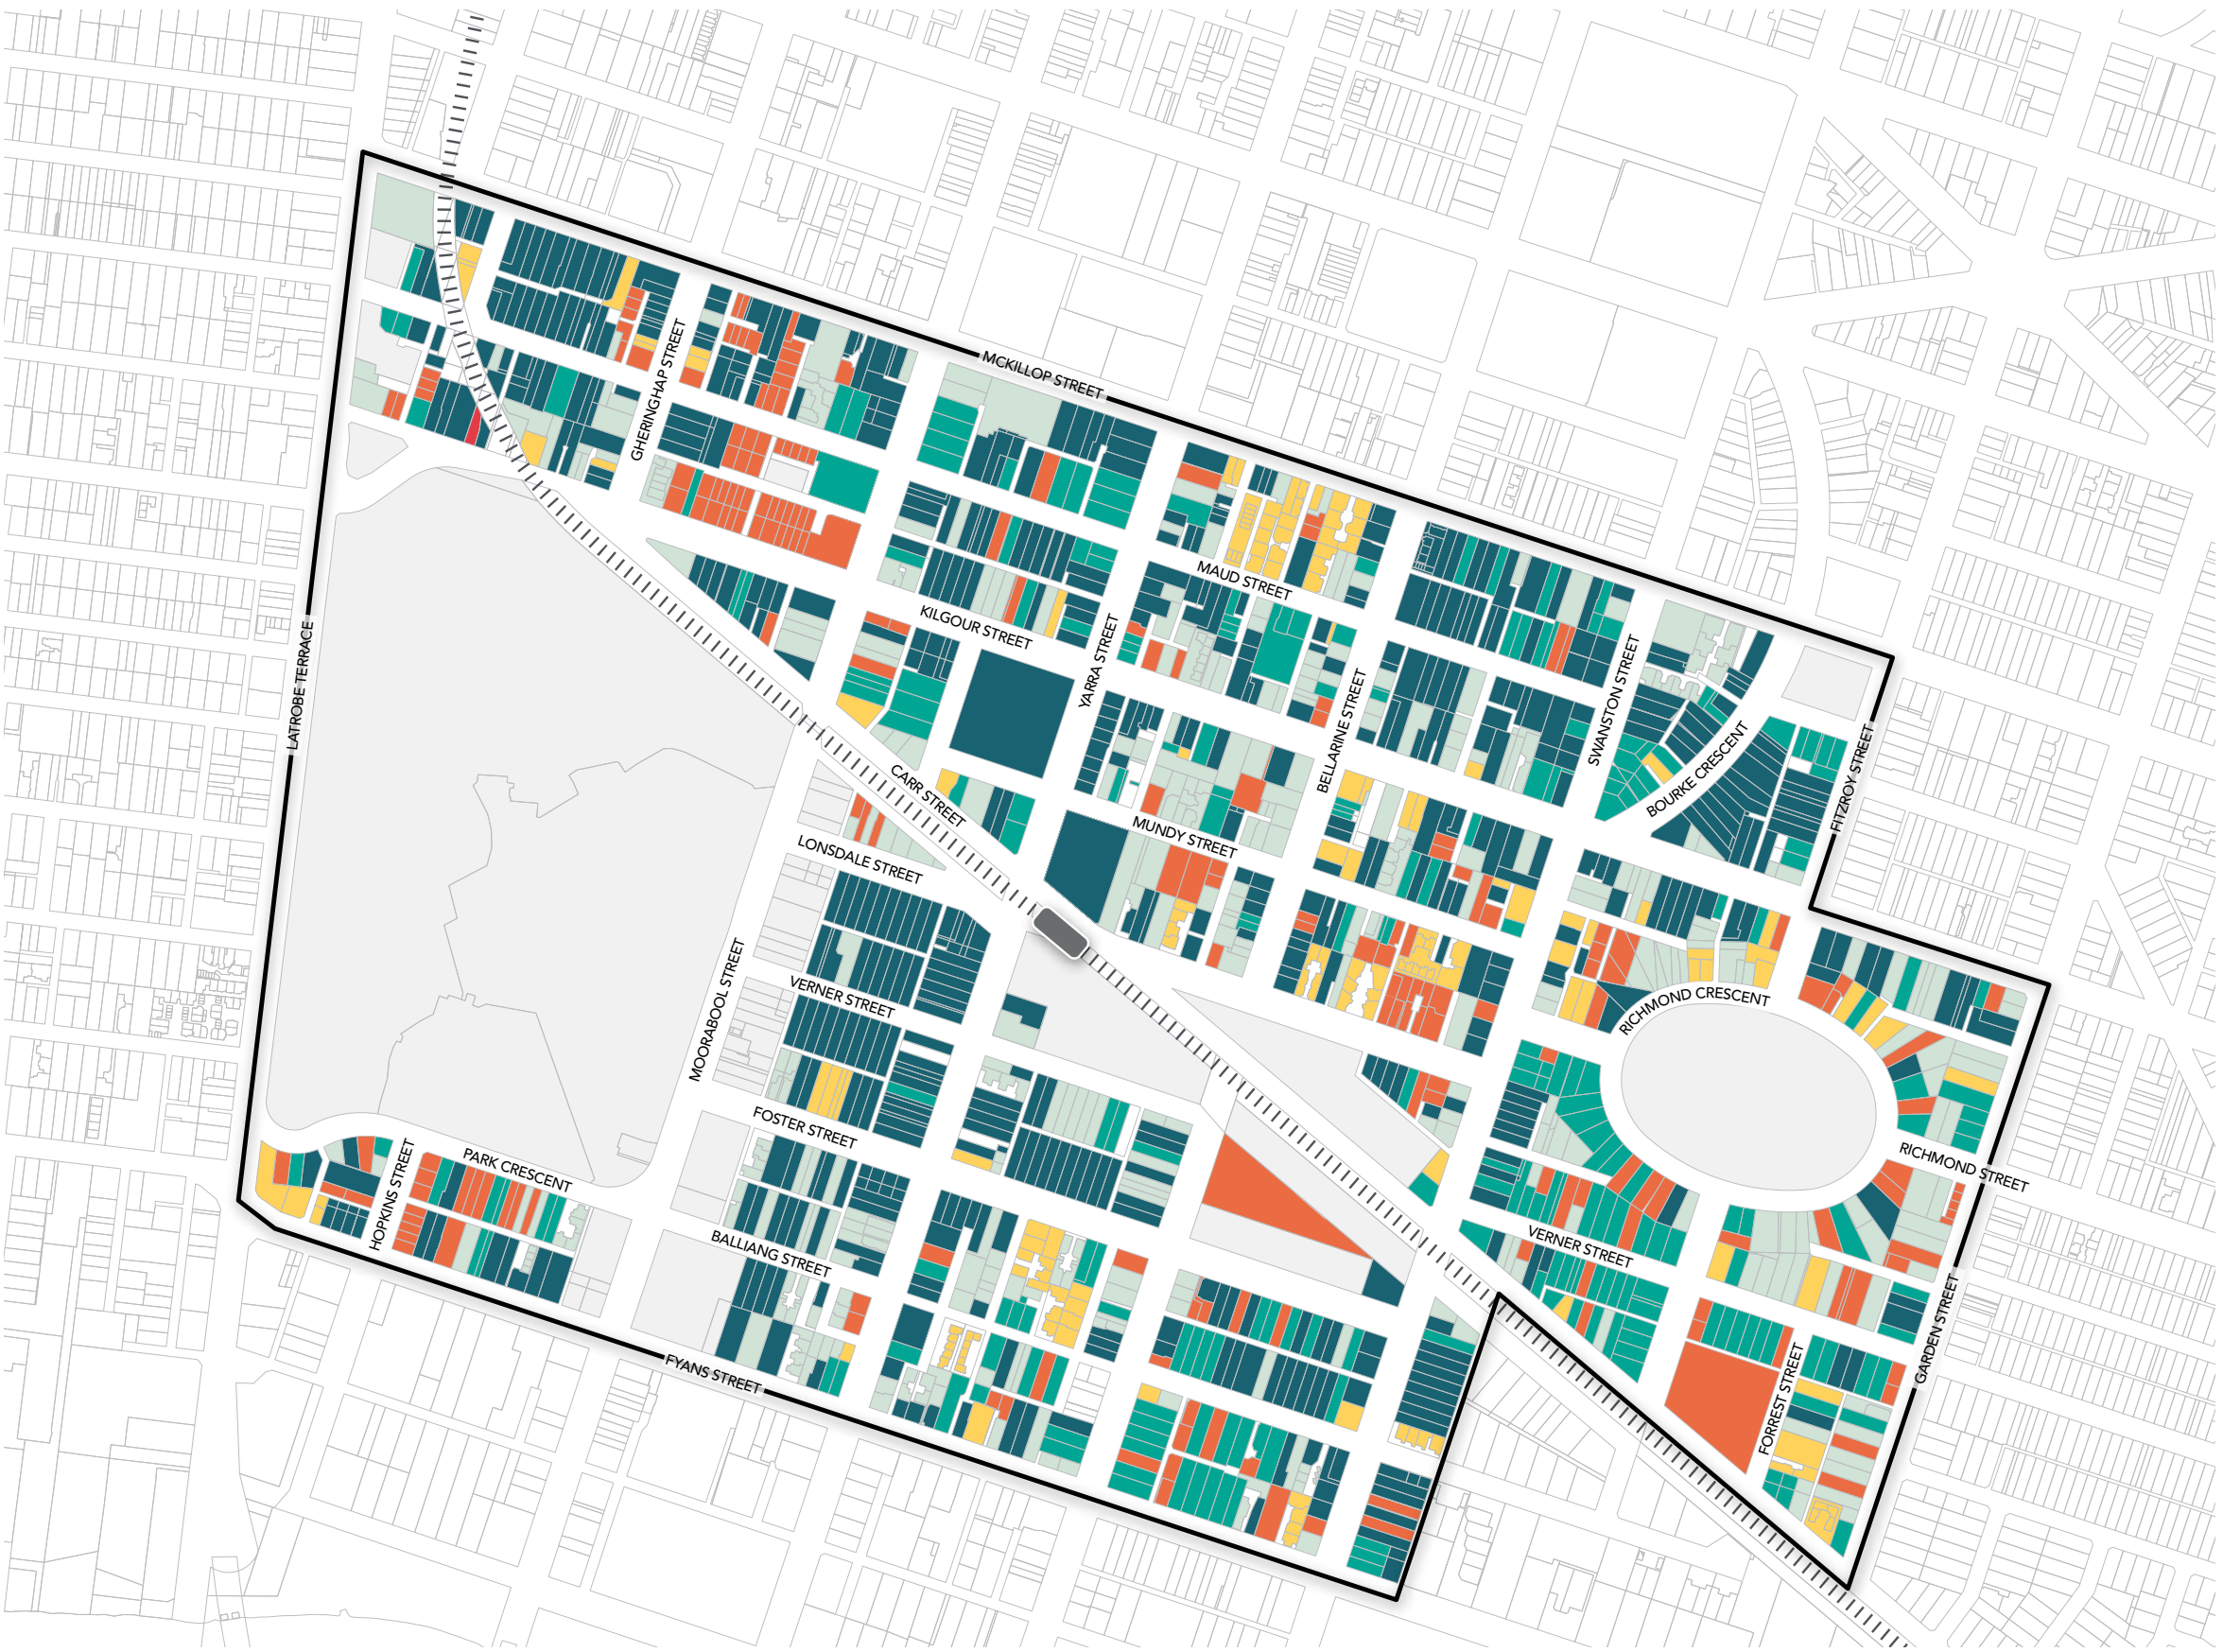 MCKILLOP STREET
GHERINGHAP STREET
MAUD STREET
KILGOUR STREET
YARRA STREET
LATROBE TERRACE
SWANSTON STREET
BELLARINE STREET
BOURKE CRESCENT
FITZROY STREET
CARR STREET
MUNDY STREET
LONSDALE STREET
MOORABOOL STREET
VERNER STREET
RICHMOND CRESCENT
FOSTER STREET
PARK CRESCENT
HOPKINS STREET
RICHMOND STREET
BALLIANG STREET
VERNER STREET
GARDEN STREET
FORREST STREET
FYANS STREET